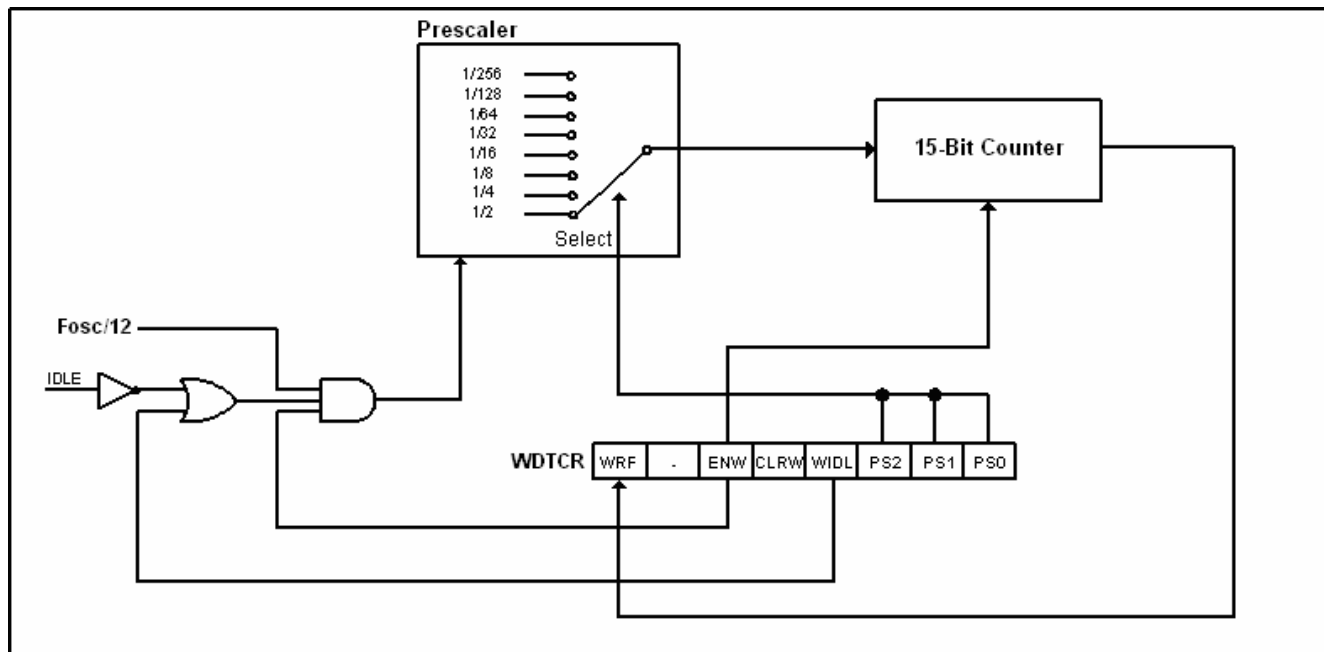 Prescaler
1/256
1/128
1/64
1/32
1/16
1/8
1/4
1/2
Select
15-Bit Counter
Fosc/12
IDLE
WDTCR WRF - ENW CLRW WIDL PS2 PS1 PS0